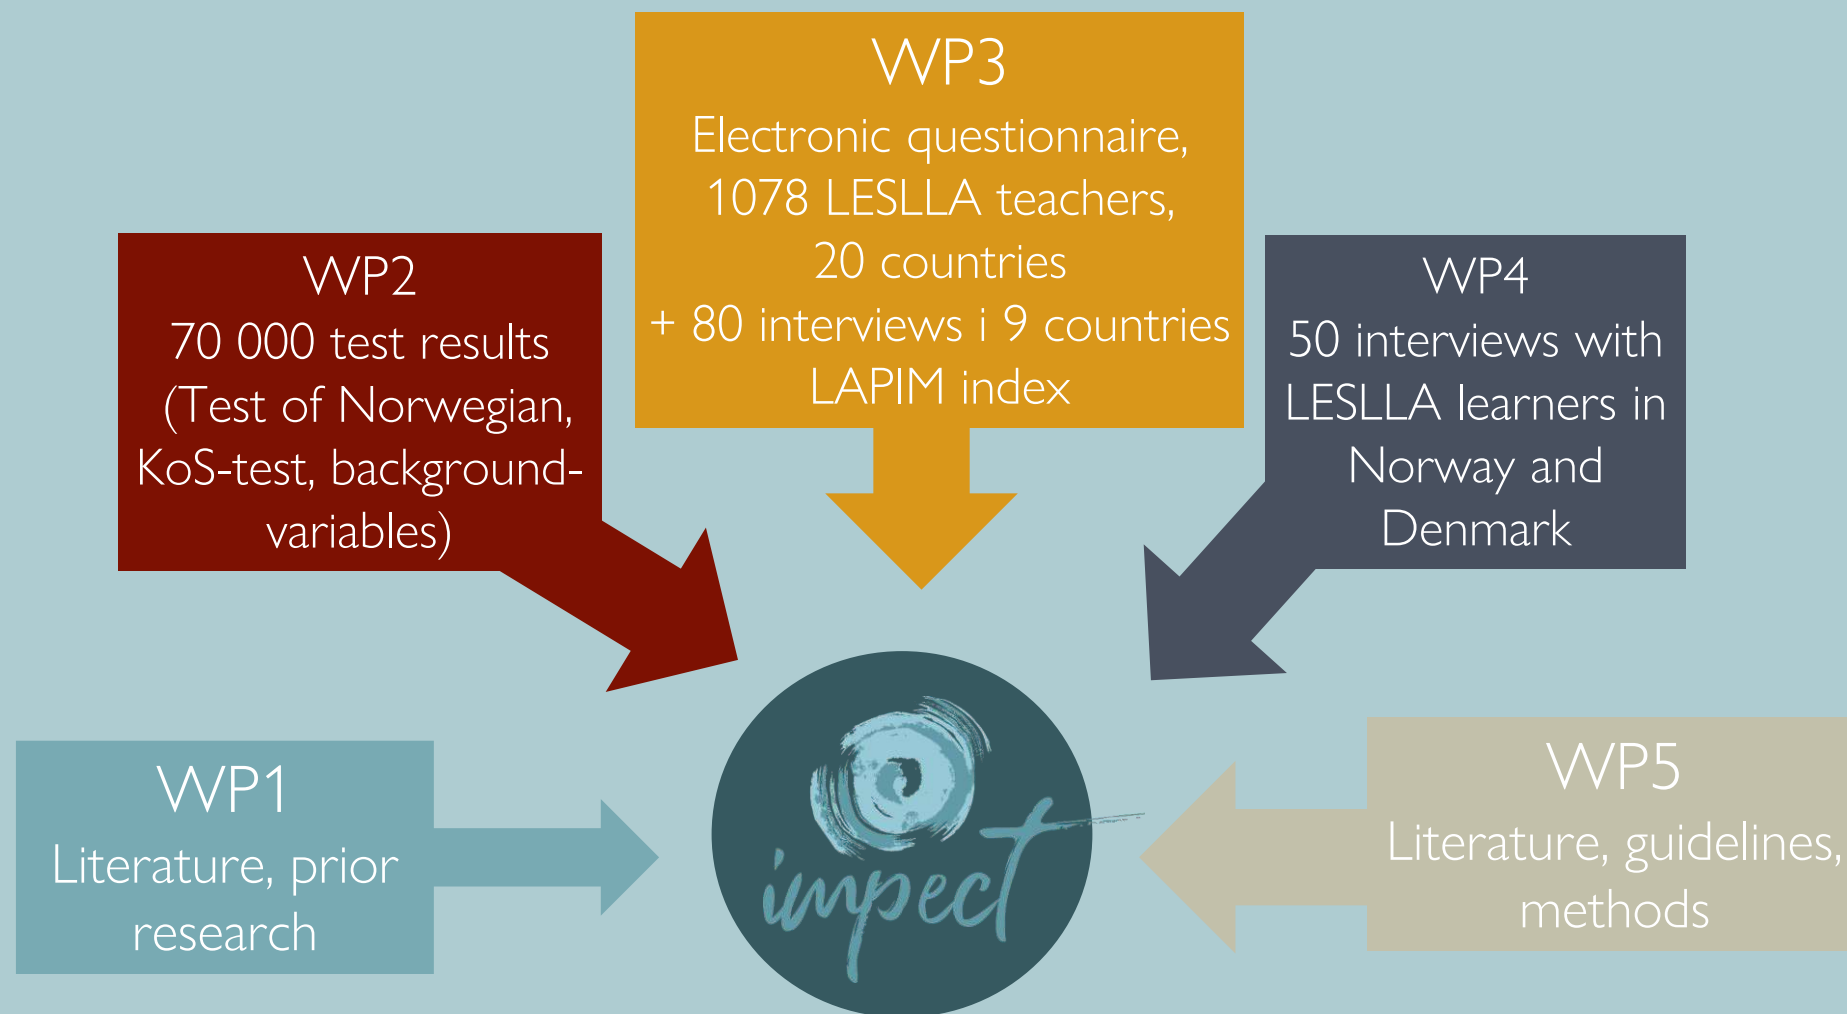 WP3
Electronic questionnaire,
1078 LESLLA teachers,
20 countries
+ 80 interviews i 9 countries
LAPIM index
WP2
70 000 test results
(Test of Norwegian,
KoS-test, background-
variables)
WP4
50 interviews with
LESLLA learners in
Norway and
Denmark
WP1
Literature, prior
research
impect
WP5
Literature, guidelines,
methods